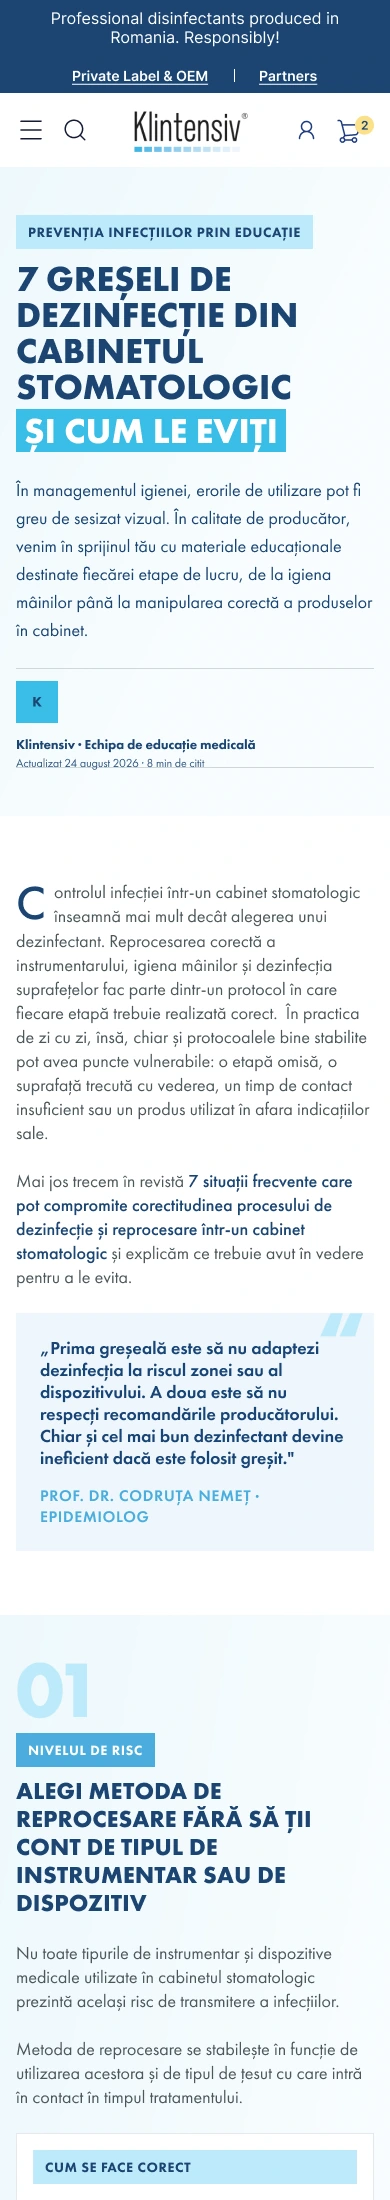 Professional disinfectants produced in
Romania. Responsibly!
Private Label & OEM | Partners
Klintensiv®
2
PREVENȚIA INFECȚIILOR PRIN EDUCAȚIE
7 GREȘELI DE
DEZINFECȚIE DIN
CABINETUL
STOMATOLOGIC
ȘI CUM LE EVIȚI
În managementul igienei, erorile de utilizare pot fi
greu de sesizat vizual. În calitate de producător,
venim în sprijinul tău cu materiale educaționale
destinate fiecărei etape de lucru, de la igiena
mâinilor până la manipularea corectă a produselor
în cabinet.
K
Klintensiv • Echipa de educație medicală
Actualizat 24 august 2026 · 8 min de citit
Controlul infecției într-un cabinet stomatologic
înseamnă mai mult decât alegerea unui
dezinfectant. Reprocesarea corectă a
instrumentarului, igiena mâinilor și dezinfecția
suprafețelor fac parte dintr-un protocol în care
fiecare etapă trebuie realizată corect.  În practica
de zi cu zi, însă, chiar și protocoalele bine stabilite
pot avea puncte vulnerabile: o etapă omisă, o
suprafață trecută cu vederea, un timp de contact
insuficient sau un produs utilizat în afara indicațiilor
sale.
Mai jos trecem în revistă 7 situații frecvente care
pot compromite corectitudinea procesului de
dezinfecție și reprocesare într-un cabinet
stomatologic și explicăm ce trebuie avut în vedere
pentru a le evita.
„Prima greșeală este să nu adaptezi
dezinfecția la riscul zonei sau al
dispozitivului. A doua este să nu
respecți recomandările producătorului.
Chiar și cel mai bun dezinfectant devine
ineficient dacă este folosit greșit."
PROF. DR. CODRUȚA NEMEȚ ·
EPIDEMIOLOG
01
NIVELUL DE RISC
ALEGI METODA DE
REPROCESARE FĂRĂ SĂ ȚII
CONT DE TIPUL DE
INSTRUMENTAR SAU DE
DISPOZITIV
Nu toate tipurile de instrumentar și dispozitive
medicale utilizate în cabinetul stomatologic
prezintă același risc de transmitere a infecțiilor.
Metoda de reprocesare se stabilește în funcție de
utilizarea acestora și de tipul de țesut cu care intră
în contact în timpul tratamentului.
CUM SE FACE CORECT